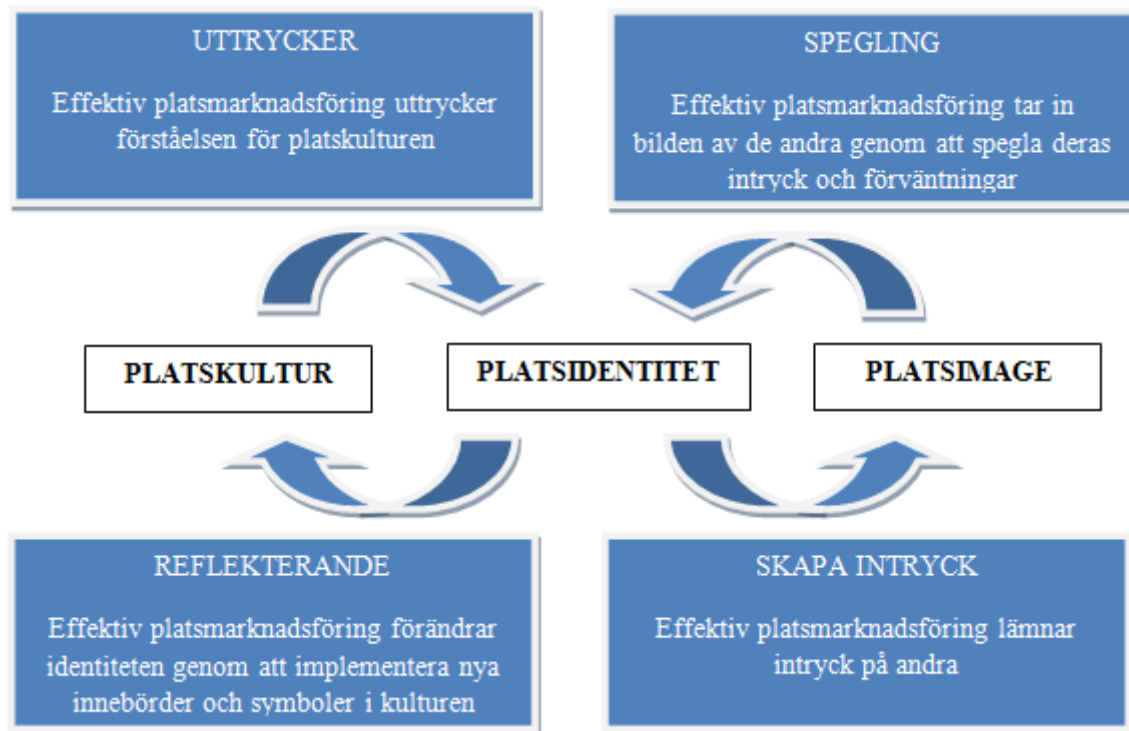 UTTRYCKER
Effektiv platsmarknadsföring uttrycker
förståelsen för platskulturen
SPEGLING
Effektiv platsmarknadsföring tar in
bilden av de andra genom att spegla deras
intryck och förväntningar
PLATSKULTUR
PLATSIDENTITET
PLATSIMAGE
REFLEKTERANDE
Effektiv platsmarknadsföring förändrar
identiteten genom att implementera nya
innebörder och symboler i kulturen
SKAPA INTRYCK
Effektiv platsmarknadsföring lämnar
intryck på andra